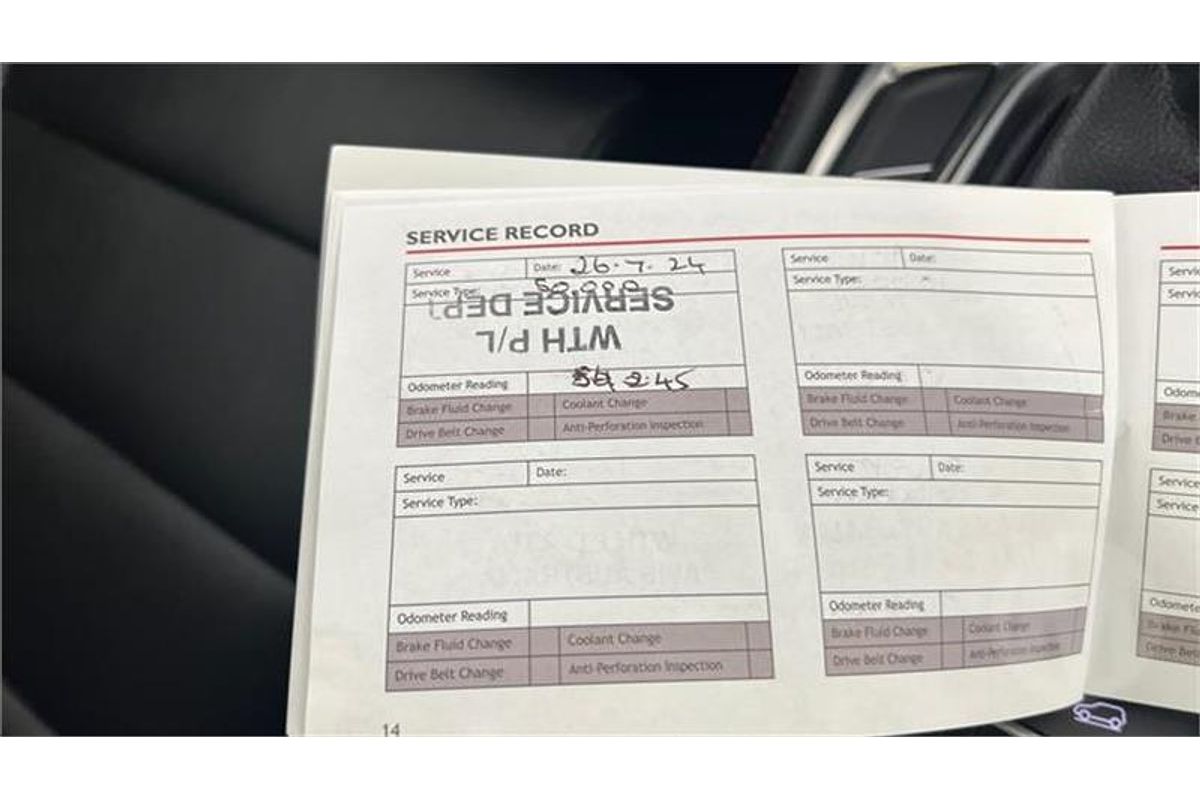 SERVICE RECORD
Service Date: 26.7.24
Service Type: 50,000
SERVICE DEPT
WTH P/L
Odometer Reading
Brake Fluid Change Coolant Change
Drive Belt Change Anti-Perforation Inspection
Service Date:
Service Type:
Odometer Reading
Brake Fluid Change Coolant Change
Drive Belt Change Anti-Perforation Inspection
14
Service Date:
Service Type:
Odometer Reading
Brake Fluid Change Coolant Change
Drive Belt Change Anti-Perforation Inspection
Service Date:
Service Type:
Odometer Reading
Brake Fluid Change Coolant Change
Drive Belt Change Anti-Perforation Inspection